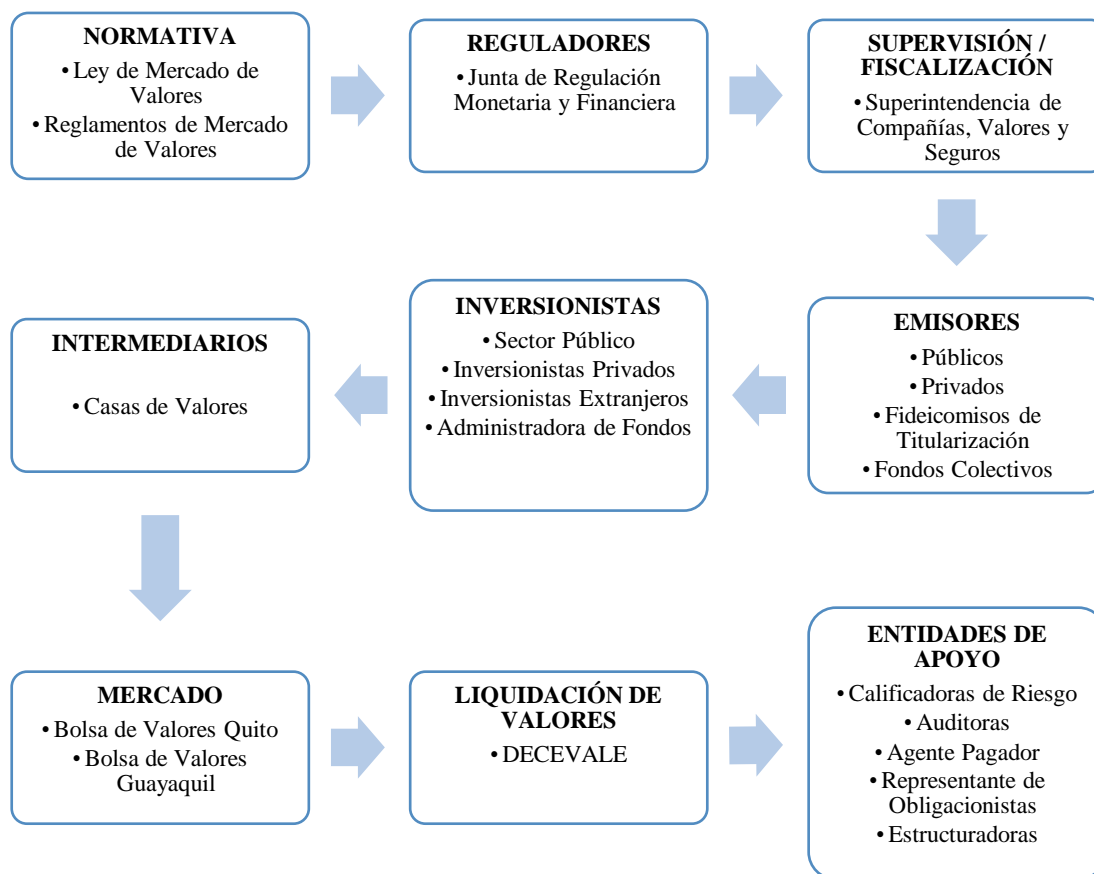 NORMATIVA
• Ley de Mercado de
Valores
• Reglamentos de Mercado
de Valores
REGULADORES
• Junta de Regulación
Monetaria y Financiera
SUPERVISIÓN /
FISCALIZACIÓN
• Superintendencia de
Compañías, Valores y
Seguros
EMISORES
• Públicos
• Privados
• Fideicomisos de
Titularización
• Fondos Colectivos
INVERSIONISTAS
• Sector Público
• Inversionistas Privados
• Inversionistas Extranjeros
• Administradora de Fondos
INTERMEDIARIOS
• Casas de Valores
MERCADO
• Bolsa de Valores Quito
• Bolsa de Valores
Guayaquil
LIQUIDACIÓN DE
VALORES
• DECEVALE
ENTIDADES DE
APOYO
• Calificadoras de Riesgo
• Auditoras
• Agente Pagador
• Representante de
Obligacionistas
• Estructuradoras